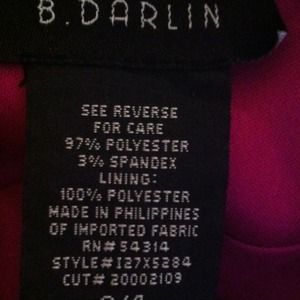 B. DARLIN
SEE REVERSE
FOR CARE
97% POLYESTER
3% SPANDEX
LINING:
100% POLYESTER
MADE IN PHILIPPINES
OF IMPORTED FABRIC
RN# 54314
STYLE# I27X5284
CUT# 20002109